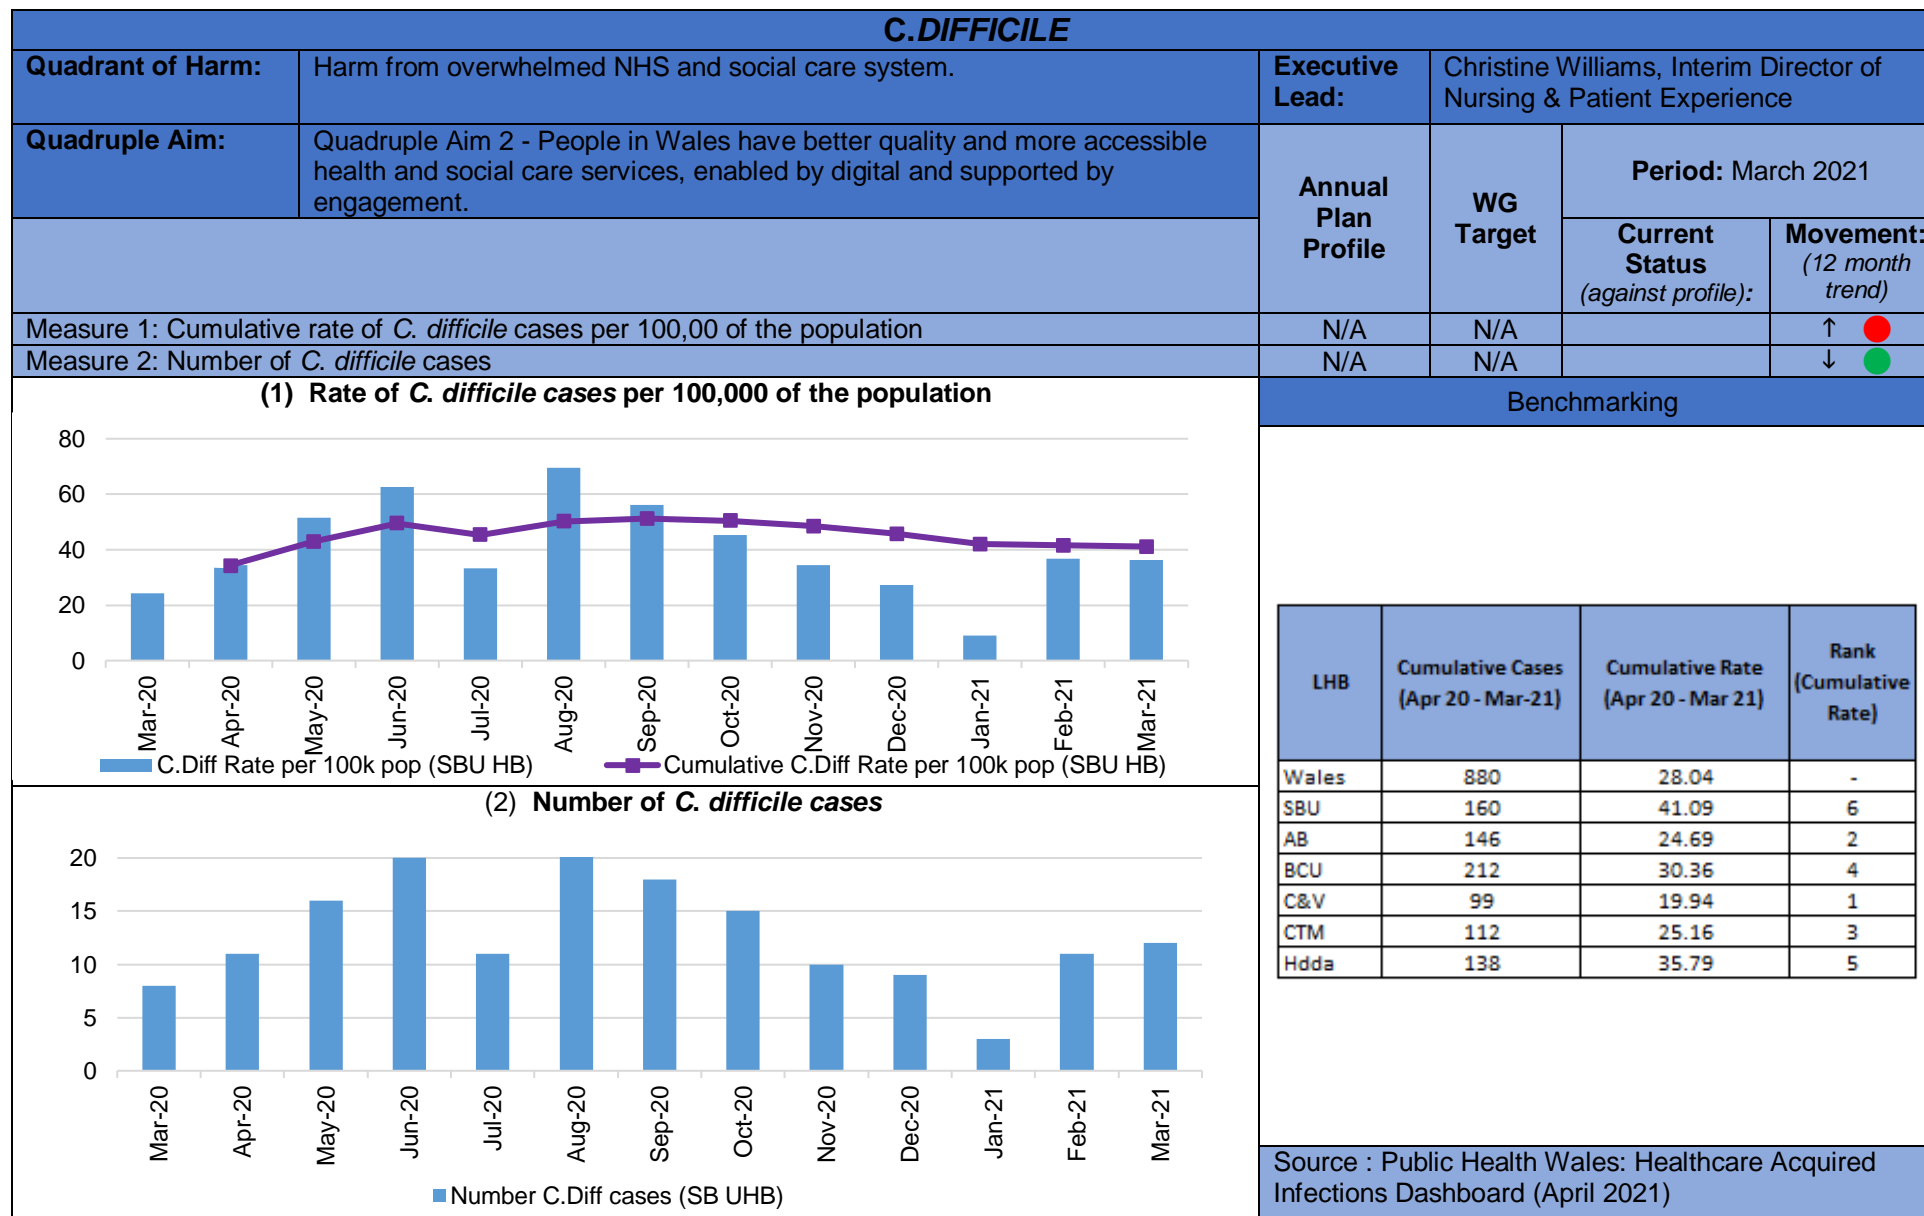 C.DIFFICILE
Quadrant of Harm:
Harm from overwhelmed NHS and social care system.
Executive
Lead:
Christine Williams, Interim Director of
Nursing & Patient Experience
Quadruple Aim:
Quadruple Aim 2 - People in Wales have better quality and more accessible
health and social care services, enabled by digital and supported by
engagement.
Annual
Plan
Profile
WG
Target
Period: March 2021
Current
Status
(against profile):
Movement:
(12 month
trend)
Measure 1: Cumulative rate of C. difficile cases per 100,00 of the population N/A N/A ↑
Measure 2: Number of C. difficile cases N/A N/A ↓
(1) Rate of C. difficile cases per 100,000 of the population
80
60
40
20
0
Mar-20
Apr-20
May-20
Jun-20
Jul-20
Aug-20
Sep-20
Oct-20
Nov-20
Dec-20
Jan-21
Feb-21
Mar-21
C.Diff Rate per 100k pop (SBU HB)
Cumulative C.Diff Rate per 100k pop (SBU HB)
(2) Number of C. difficile cases
20
15
10
5
0
Mar-20
Apr-20
May-20
Jun-20
Jul-20
Aug-20
Sep-20
Oct-20
Nov-20
Dec-20
Jan-21
Feb-21
Mar-21
Number C.Diff cases (SB UHB)
Benchmarking
LHB
Cumulative Cases
(Apr 20 - Mar-21)
Cumulative Rate
(Apr 20 - Mar 21)
Rank
(Cumulative
Rate)
Wales 880 28.04 -
SBU 160 41.09 6
AB 146 24.69 2
BCU 212 30.36 4
C&V 99 19.94 1
CTM 112 25.16 3
Hdda 138 35.79 5
Source : Public Health Wales: Healthcare Acquired
Infections Dashboard (April 2021)